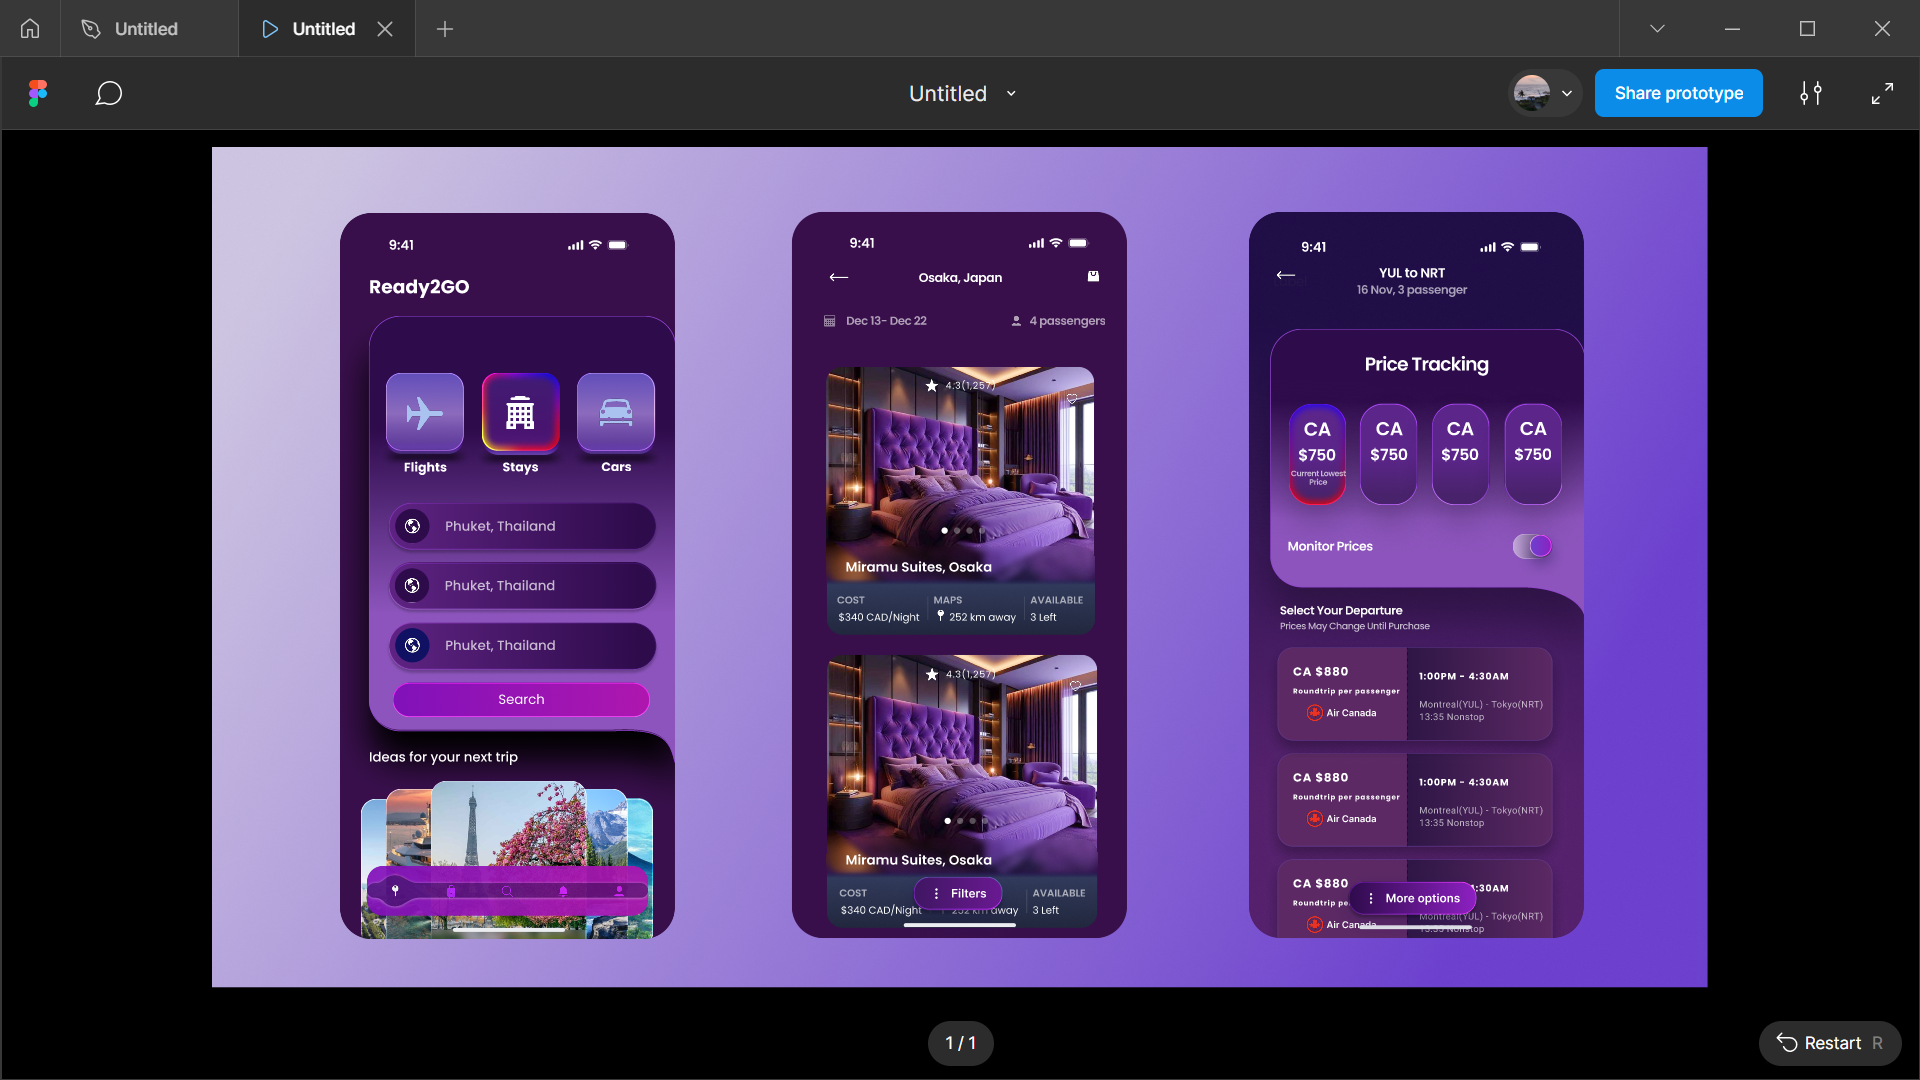 Untitled
Untitled
Untitled
Share prototype
9:41
Ready2GO
Flights
Stays
Cars
Phuket, Thailand
Phuket, Thailand
Phuket, Thailand
Search
Ideas for your next trip
9:41
Osaka, Japan
Dec 13- Dec 22
4 passengers
4.3(1,257)
Miramu Suites, Osaka
COST
MAPS
AVAILABLE
$340 CAD/Night
252 km away
3 Left
4.3(1,257)
Miramu Suites, Osaka
COST
AVAILABLE
Filters
$340 CAD/Night
252 km away
3 Left
9:41
YUL to NRT
16 Nov, 3 passenger
Price Tracking
CA
$750
Current Lowest
Price
CA
$750
CA
$750
CA
$750
Monitor Prices
Select Your Departure
Prices May Change Until Purchase
CA $880
Roundtrip per passenger
Air Canada
1:00PM - 4:30AM
Montreal(YUL) - Tokyo(NRT)
13:35 Nonstop
CA $880
Roundtrip per passenger
Air Canada
1:00PM - 4:30AM
Montreal(YUL) - Tokyo(NRT)
13:35 Nonstop
CA $880
Roundtrip pe
Air Canada
:30AM
More options
Montreal(YUL) - Tokyo(NRT)
13:35 Nonstop
1 / 1
Restart R